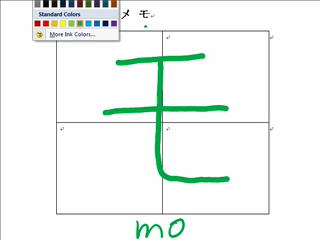 メ モ
Standard Colors
More Ink Colors...
モ
mo